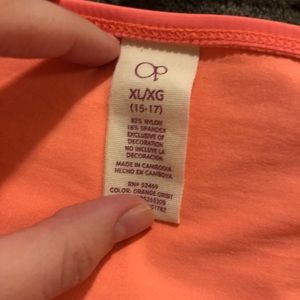 Op
XL/XG
(15-17)
82% NYLON
18% SPANDEX
EXCLUSIVE OF
DECORATION
NO INCLUYE LA
DECORACIÓN
MADE IN CAMBODIA
HECHO EN CAMBOYA
RN# 52469
COLOR: ORANGE ORBIT